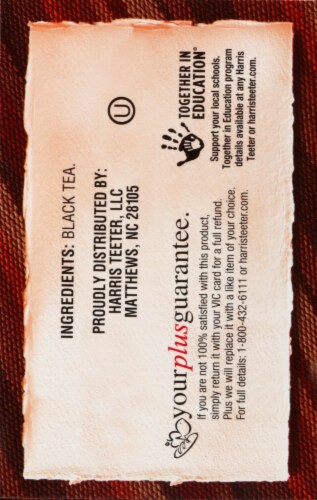 INGREDIENTS: BLACK TEA.
PROUDLY DISTRIBUTED BY:
HARRIS TEETER, LLC
MATTHEWS, NC 28105
U
yourplusguarantee.
If you are not 100% satisfied with this product,
simply return it with your VIC card for a full refund.
Plus we will replace it with a like item of your choice.
For full details: 1-800-432-6111 or harristeeter.com.
TOGETHER IN
EDUCATION®
Support your local schools.
Together in Education program
details available at any Harris
Teeter or harristeeter.com.